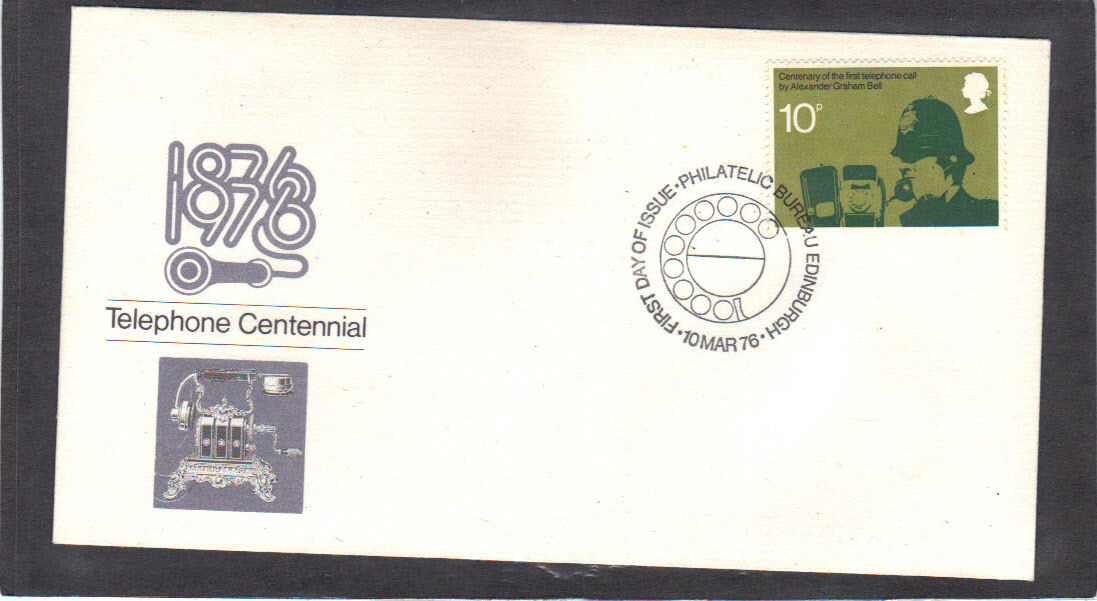 1876
1976
Telephone Centennial
Centenary of the first telephone call
by Alexander Graham Bell
10p
FIRST DAY OF ISSUE · PHILATELIC BUREAU EDINBURGH · 10 MAR 76 ·